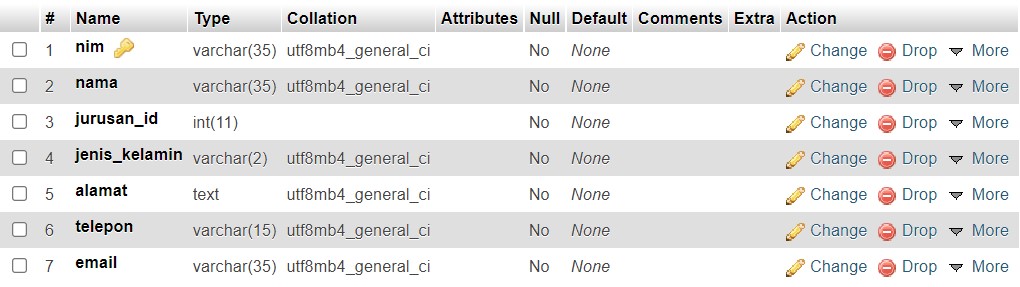 # Name Type Collation Attributes Null Default Comments Extra Action
1 nim varchar(35) utf8mb4_general_ci No None Change Drop More
2 nama varchar(35) utf8mb4_general_ci No None Change Drop More
3 jurusan_id int(11) No None Change Drop More
4 jenis_kelamin varchar(2) utf8mb4_general_ci No None Change Drop More
5 alamat text utf8mb4_general_ci No None Change Drop More
6 telepon varchar(15) utf8mb4_general_ci No None Change Drop More
7 email varchar(35) utf8mb4_general_ci No None Change Drop More